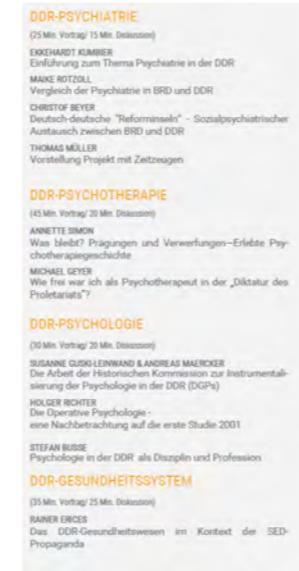 DDR-PSYCHIATRIE
(25 Min. Vortrag/ 15 Min. Diskussion)
EKKEHARDT KUMBIER
Einführung zum Thema Psychiatrie in der DDR
MAIKE ROTZOLL
Vergleich der Psychiatrie in BRD und DDR
CHRISTOF BEYER
Deutsch-deutsche "Reforminseln" - Sozialpsychiatrischer
Austausch zwischen BRD und DDR
THOMAS MÜLLER
Vorstellung Projekt mit Zeitzeugen
DDR-PSYCHOTHERAPIE
(45 Min. Vortrag/ 20 Min. Diskussion)
ANNETTE SIMON
Was bleibt? Prägungen und Verwerfungen—Erlebte Psy-
chotherapiegeschichte
MICHAEL GEYER
Wie frei war ich als Psychotherapeut in der „Diktatur des
Proletariats"?
DDR-PSYCHOLOGIE
(30 Min. Vortrag/ 20 Min. Diskussion)
SUSANNE GUSKI-LEINWAND & ANDREAS MAERCKER
Die Arbeit der Historischen Kommission zur Instrumentali-
sierung der Psychologie in der DDR (DGPs)
HOLGER RICHTER
Die Operative Psychologie -
eine Nachbetrachtung auf die erste Studie 2001
STEFAN BUSSE
Psychologie in der DDR als Disziplin und Profession
DDR-GESUNDHEITSSYSTEM
(35 Min. Vortrag/ 25 Min. Diskussion)
RAINER ERICES
Das DDR-Gesundheitswesen im Kontext der SED-
Propaganda